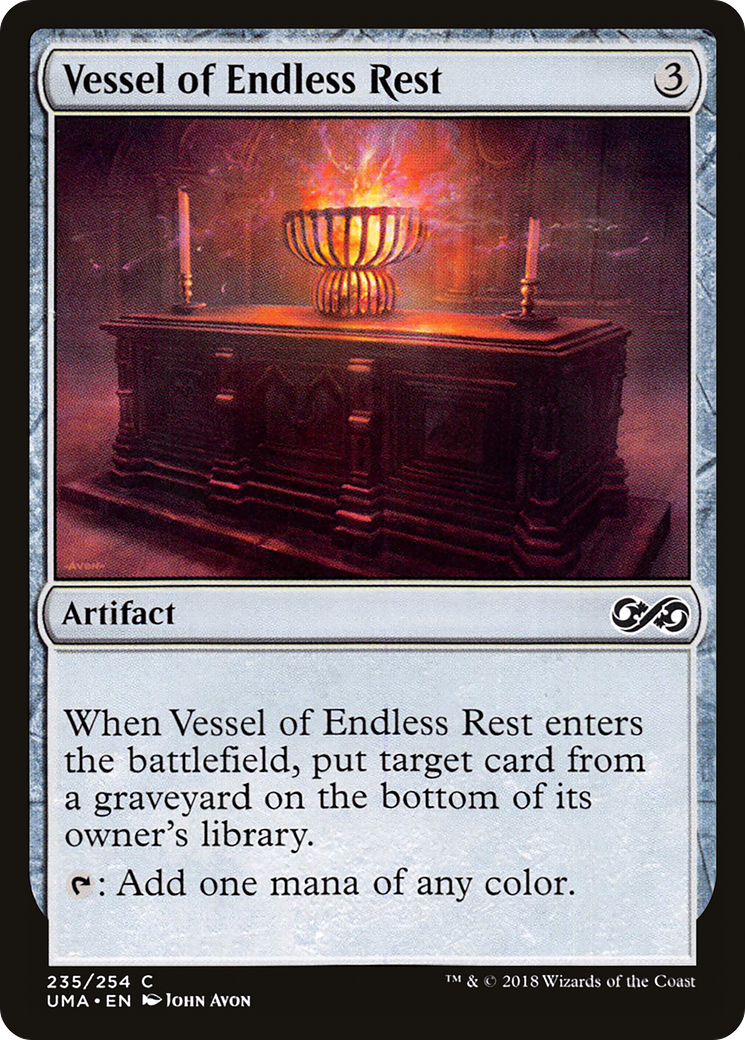 Vessel of Endless Rest 3
-AVON-
Artifact
When Vessel of Endless Rest enters
the battlefield, put target card from
a graveyard on the bottom of its
owner's library.
: Add one mana of any color.
235/254 C
UMA • EN John Avon
™ & © 2018 Wizards of the Coast